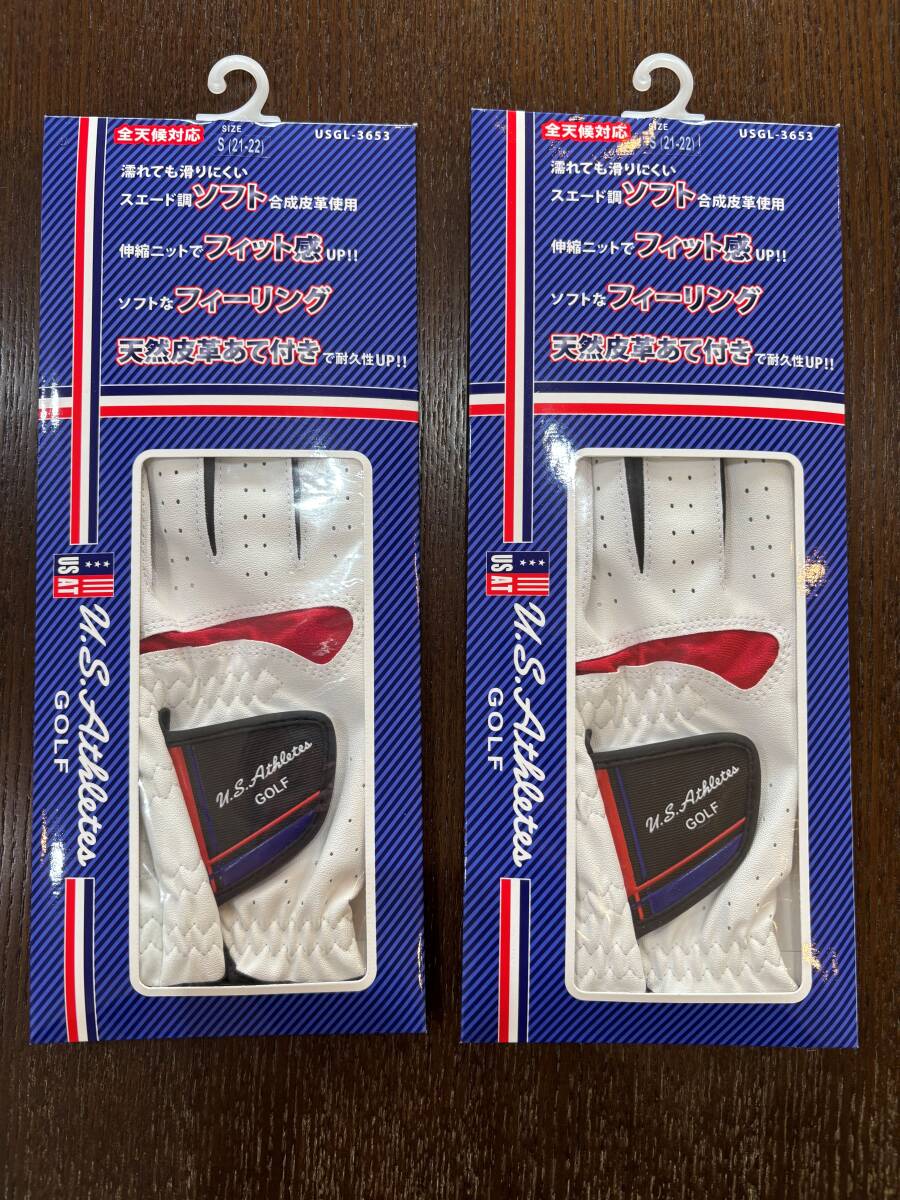 全天候対応
SIZE
S (21-22)
USGL-3653
濡れても滑りにくい
スエード調ソフト合成皮革使用
伸縮ニットでフィット感UP!!
ソフトなフィーリング
天然皮革あて付きで耐久性UP!!
US AT
U.S.Athletes
GOLF
U.S.Athletes
GOLF
全天候対応
SIZE
S (21-22)
USGL-3653
濡れても滑りにくい
スエード調ソフト合成皮革使用
伸縮ニットでフィット感UP!!
ソフトなフィーリング
天然皮革あて付きで耐久性UP!!
US AT
U.S.Athletes
GOLF
U.S.Athletes
GOLF